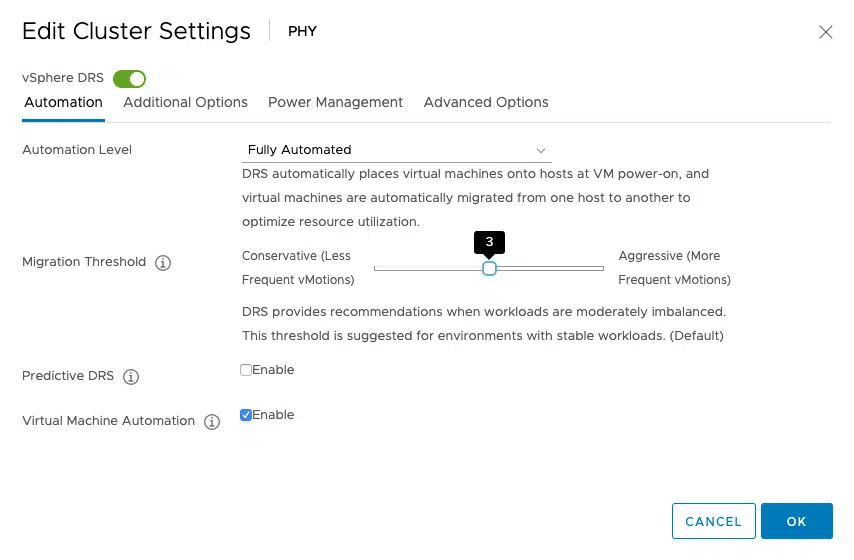 Edit Cluster Settings PHY
vSphere DRS
Automation Additional Options Power Management Advanced Options
Automation Level
Fully Automated
DRS automatically places virtual machines onto hosts at VM power-on, and
virtual machines are automatically migrated from one host to another to
optimize resource utilization.
Migration Threshold
Conservative (Less
Frequent vMotions)
3
Aggressive (More
Frequent vMotions)
DRS provides recommendations when workloads are moderately imbalanced.
This threshold is suggested for environments with stable workloads. (Default)
Predictive DRS
Enable
Virtual Machine Automation
Enable
CANCEL
OK